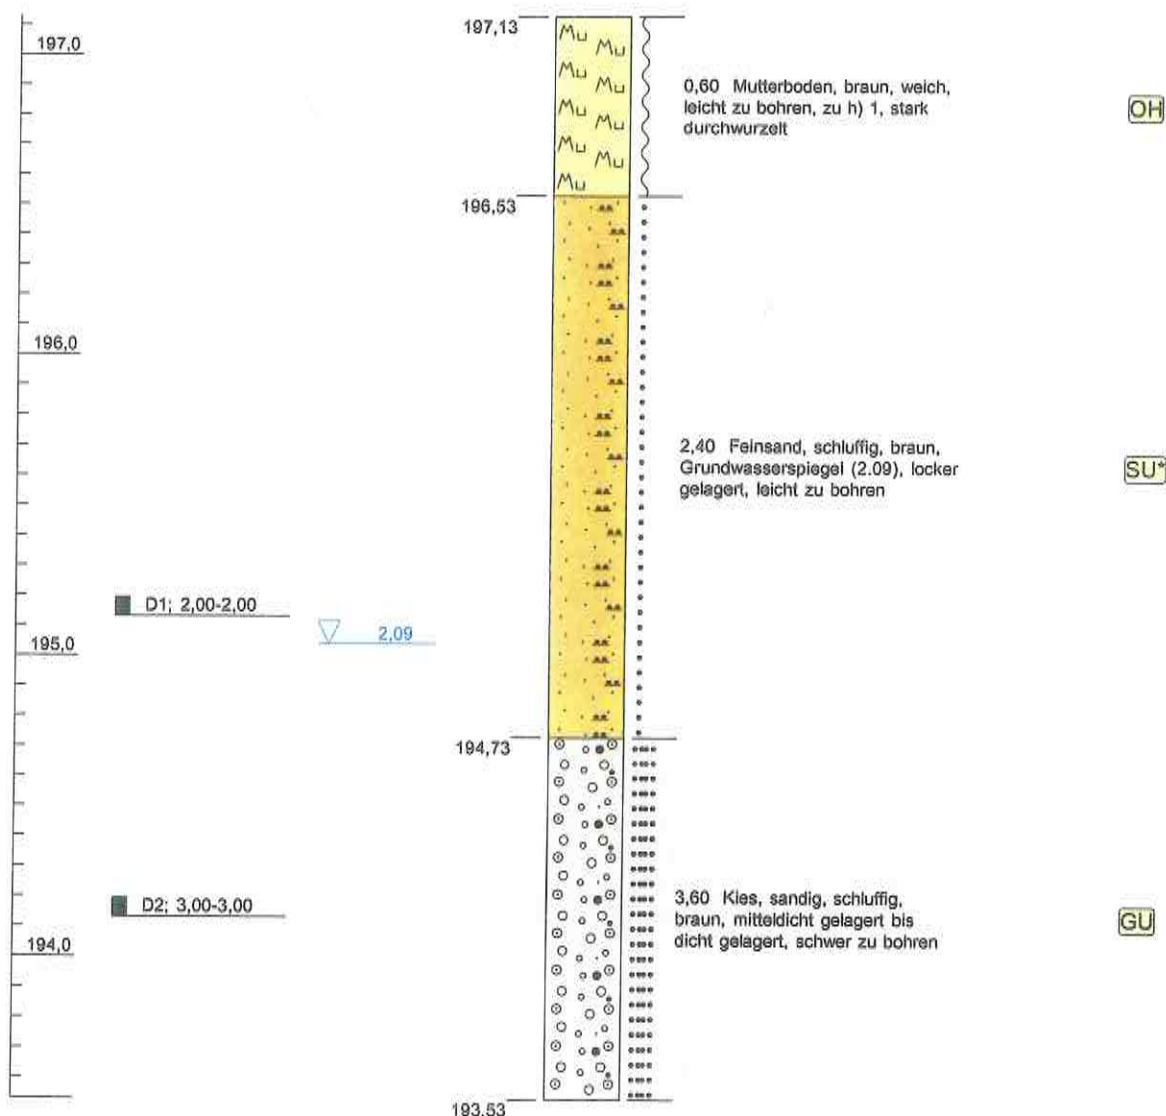 197,13
197,0
Mu
Mu
Mu
Mu
Mu
Mu
Mu
Mu
Mu
0,60 Mutterboden, braun, weich,
leicht zu bohren, zu h) 1, stark
durchwurzelt
OH
196,53
196,0
2,40 Feinsand, schluffig, braun,
Grundwasserspiegel (2.09), locker
gelagert, leicht zu bohren
SU*
D1; 2,00-2,00
2,09
195,0
194,73
D2; 3,00-3,00
3,60 Kies, sandig, schluffig,
braun, mitteldicht gelagert bis
dicht gelagert, schwer zu bohren
GU
194,0
193,53